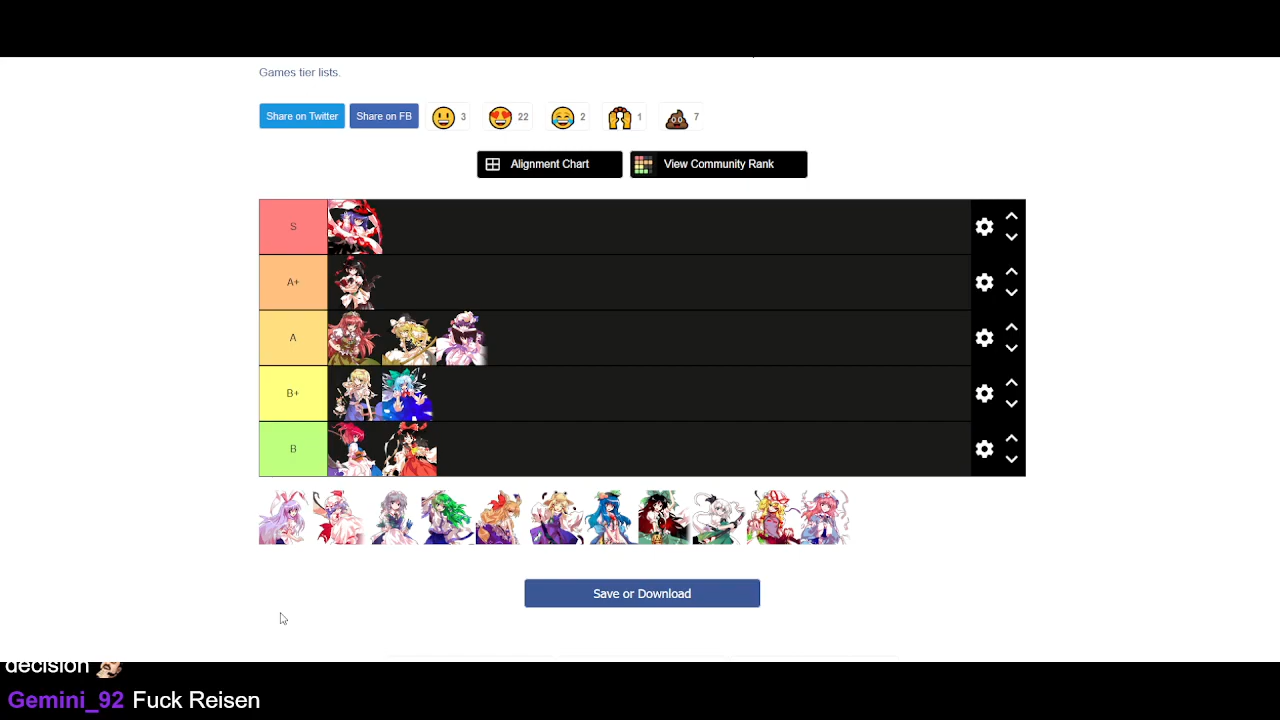 Games tier lists.
Share on Twitter
Share on FB
3
22
2
1
7
Alignment Chart
View Community Rank
S
A+
A
B+
B
Save or Download
decision
Gemini_92 Fuck Reisen